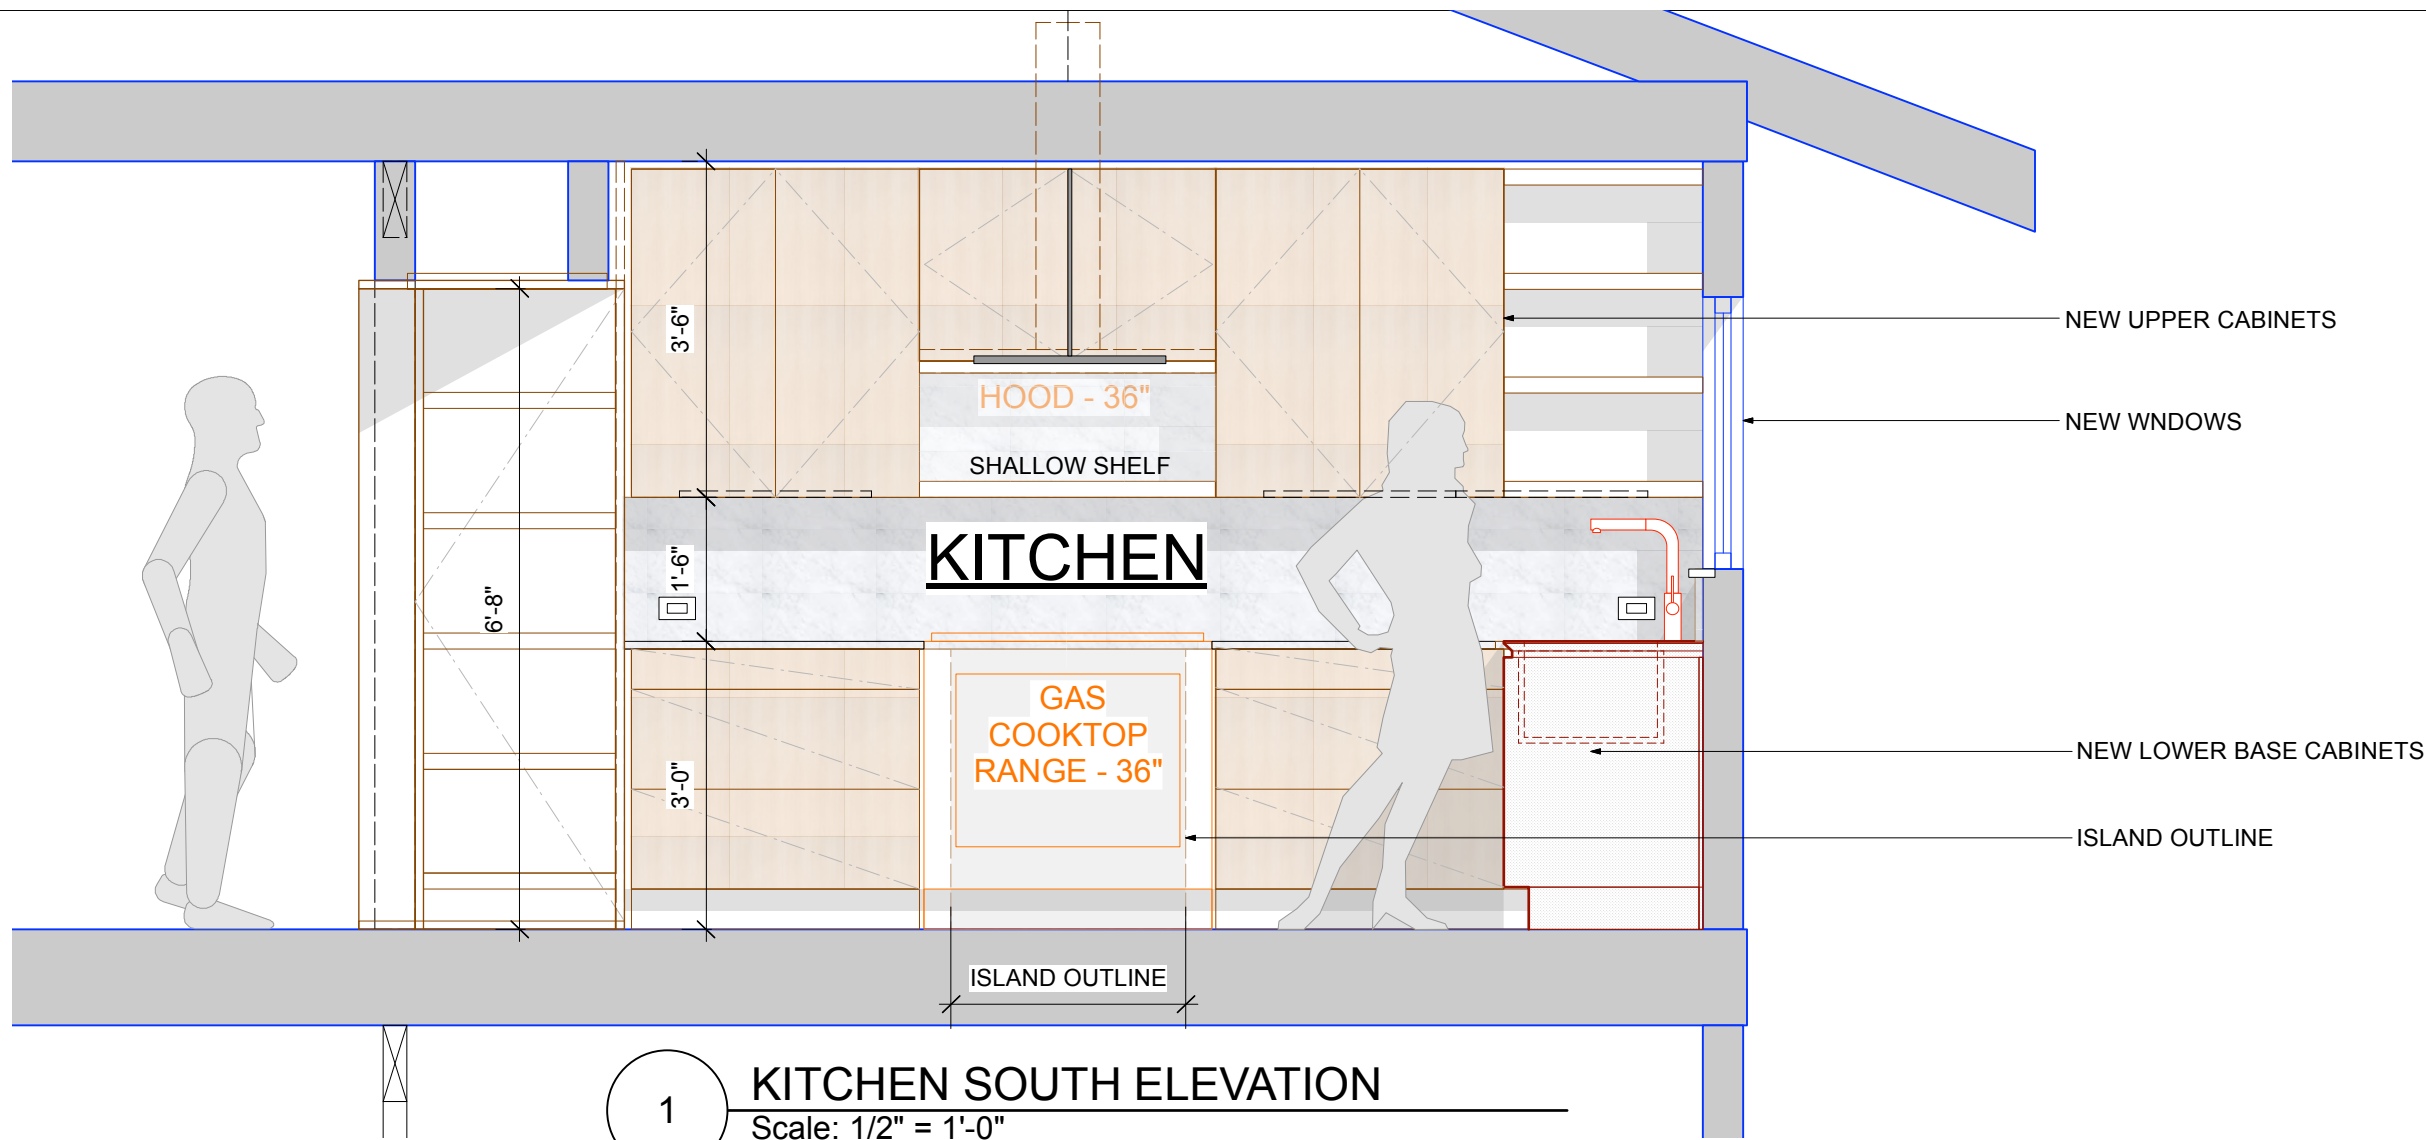 3'-6"
HOOD - 36"
SHALLOW SHELF
NEW UPPER CABINETS
NEW WNDOWS
KITCHEN
1'-6"
6'-8"
GAS
COOKTOP
RANGE - 36"
3'-0"
NEW LOWER BASE CABINETS
ISLAND OUTLINE
ISLAND OUTLINE
1
KITCHEN SOUTH ELEVATION
Scale: 1/2" = 1'-0"